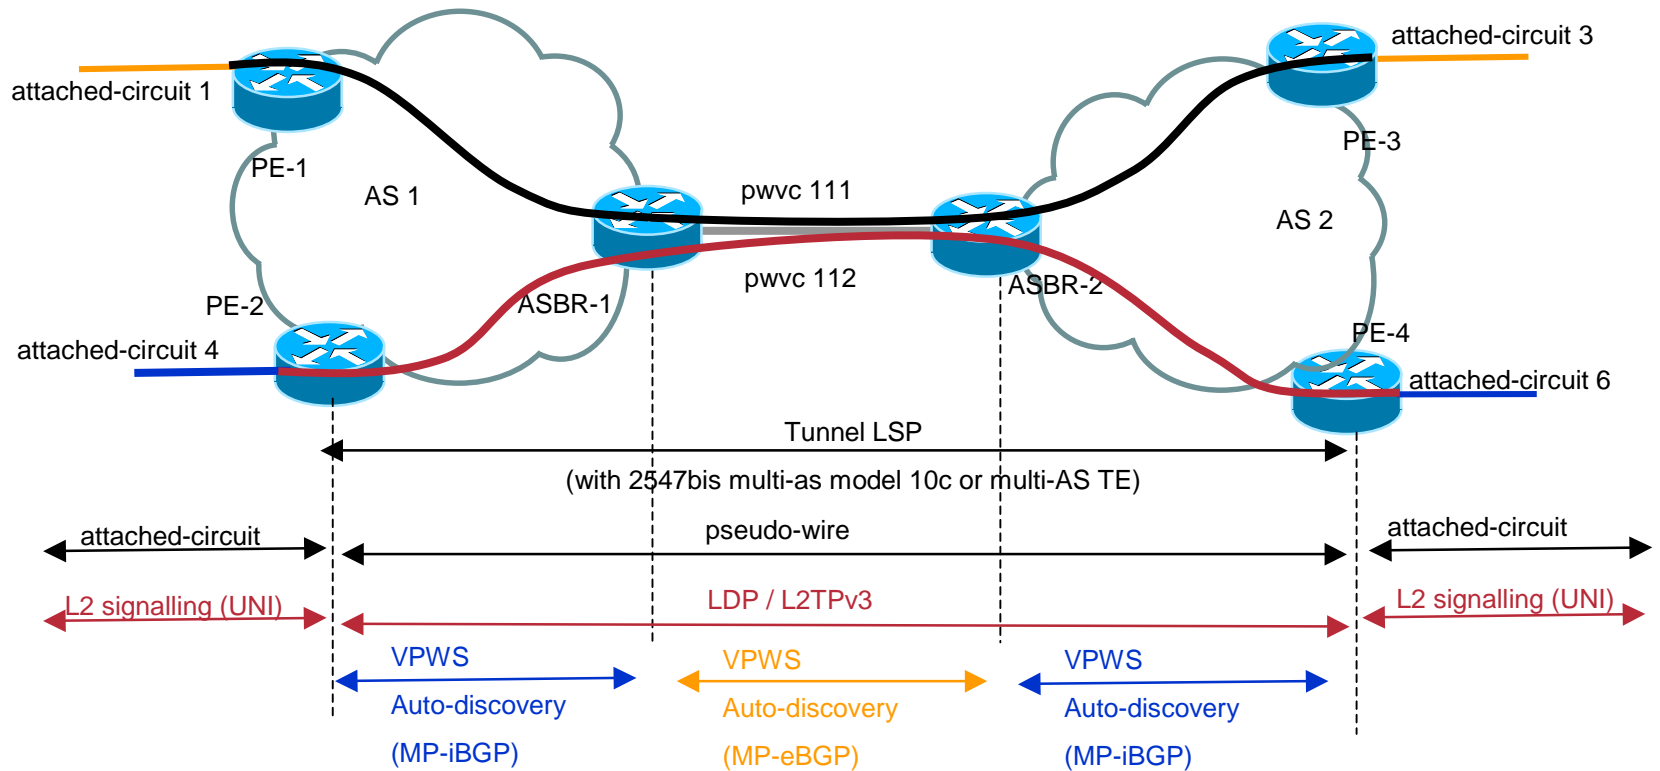 attached-circuit 3
attached-circuit 1
PE-3
PE-1
AS 1
pwvc 111
AS 2
pwvc 112
ASBR-2
PE-2
ASBR-1
PE-4
attached-circuit 4
attached-circuit 6
Tunnel LSP
(with 2547bis multi-as model 10c or multi-AS TE)
attached-circuit
pseudo-wire
attached-circuit
L2 signalling (UNI)
LDP / L2TPv3
L2 signalling (UNI)
VPWS
Auto-discovery
(MP-iBGP)
VPWS
Auto-discovery
(MP-eBGP)
VPWS
Auto-discovery
(MP-iBGP)